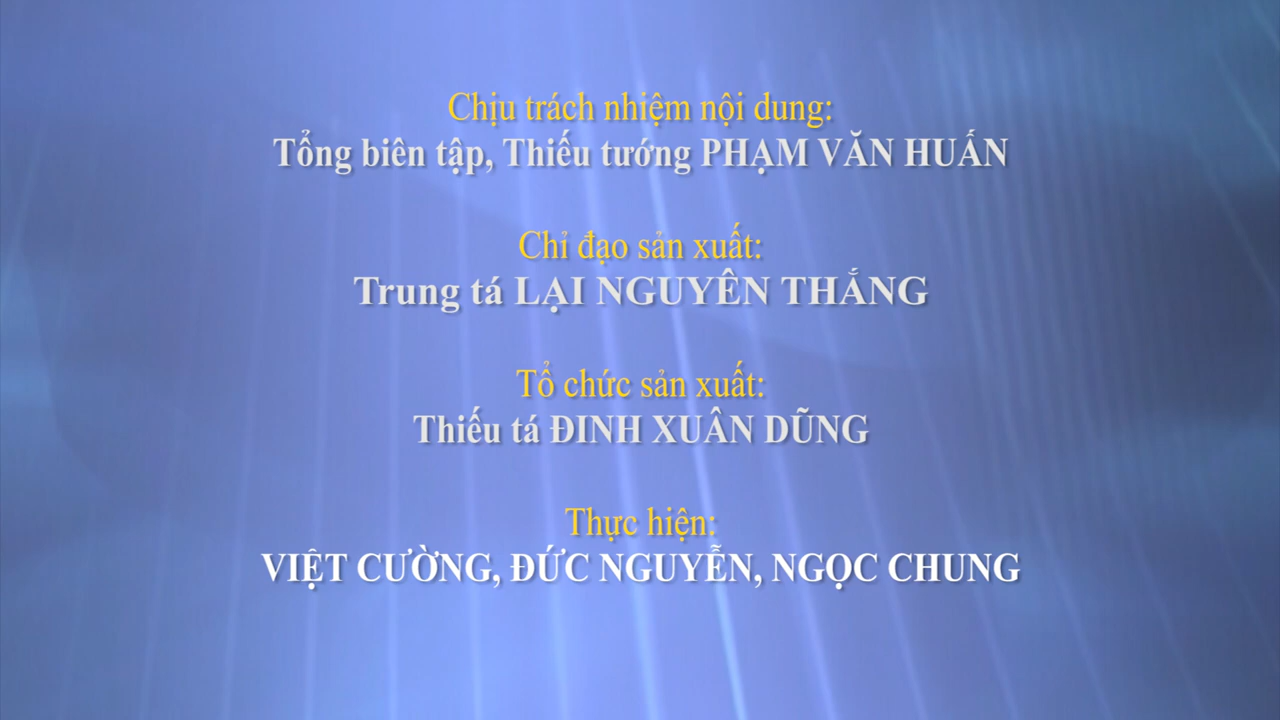 Chịu trách nhiệm nội dung:
Tổng biên tập, Thiếu tướng PHẠM VĂN HUẤN
Chỉ đạo sản xuất:
Trung tá LẠI NGUYÊN THẮNG
Tổ chức sản xuất:
Thiếu tá ĐINH XUÂN DŨNG
Thực hiện:
VIỆT CƯỜNG, ĐỨC NGUYỄN, NGỌC CHUNG